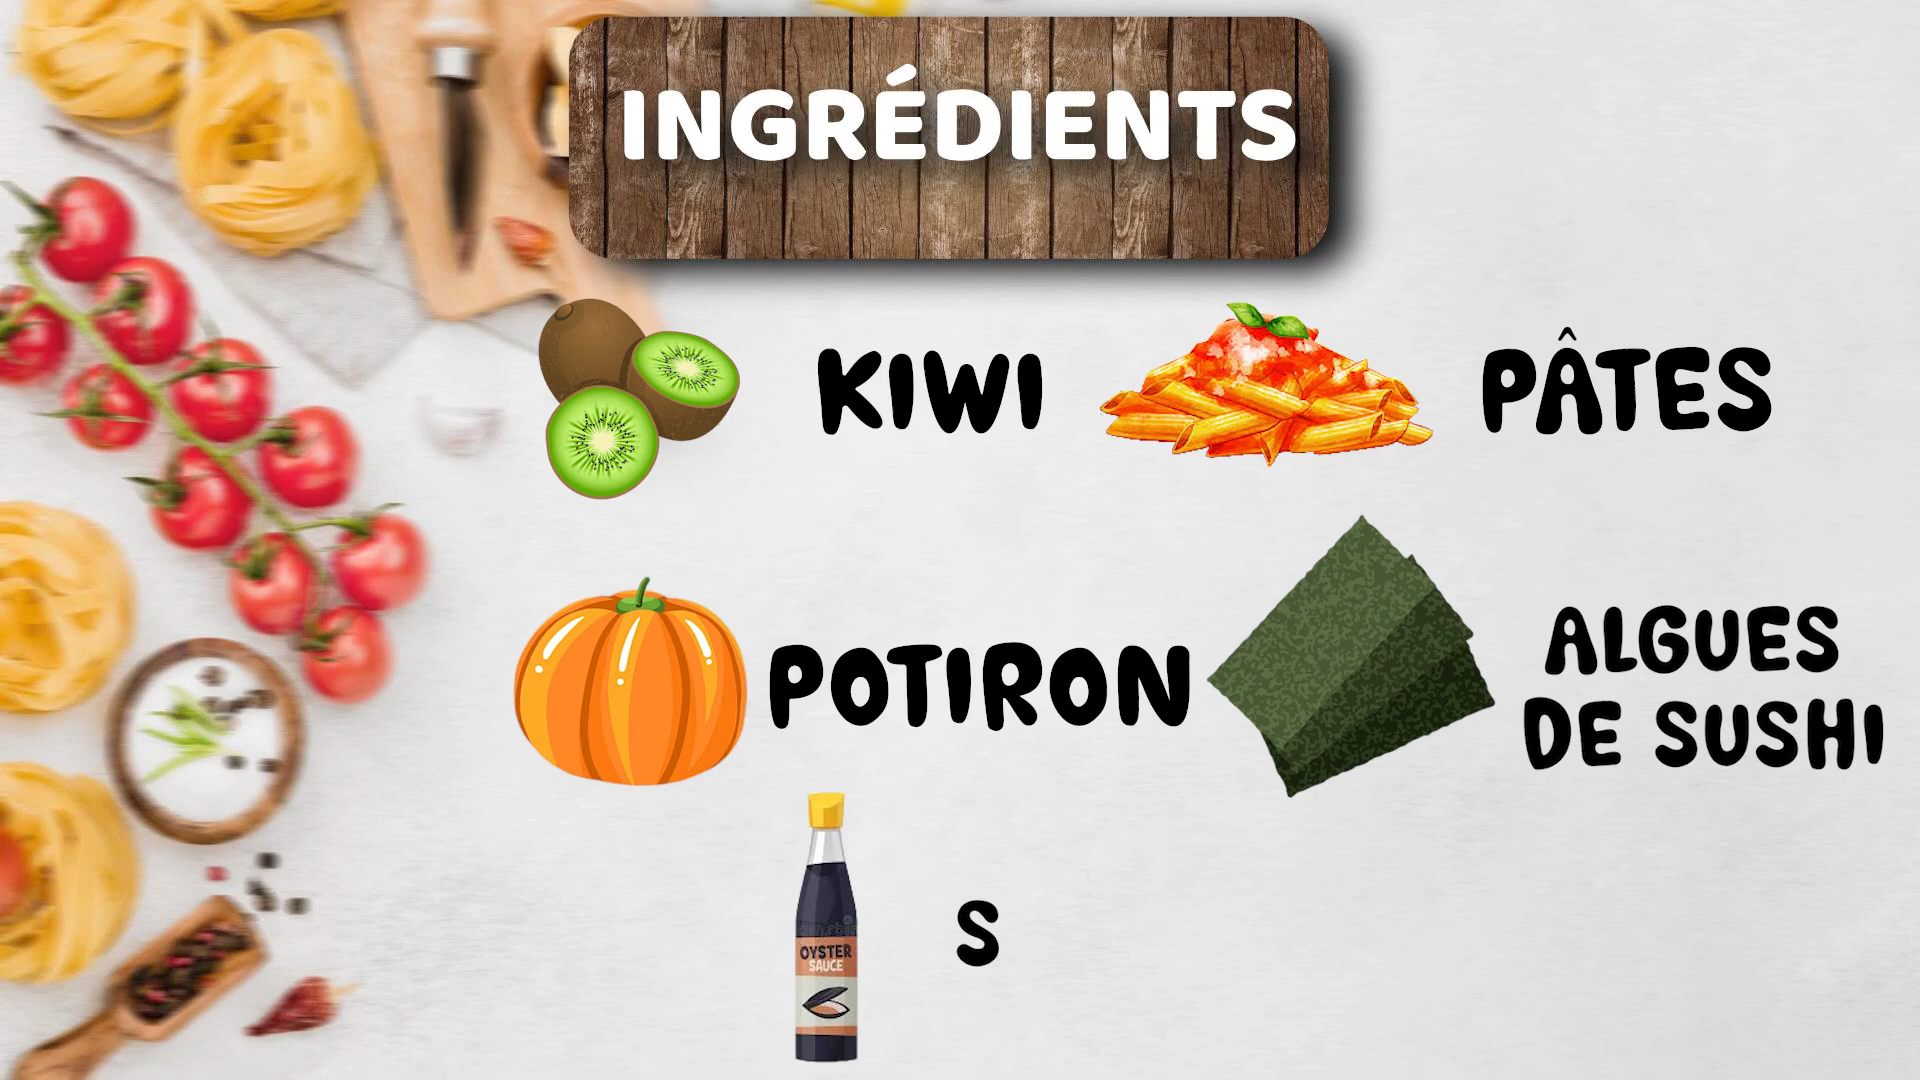 INGRÉDIENTS
KIWI
PÂTES
POTIRON
ALGUES
DE SUSHI
OYSTER
SAUCE
S